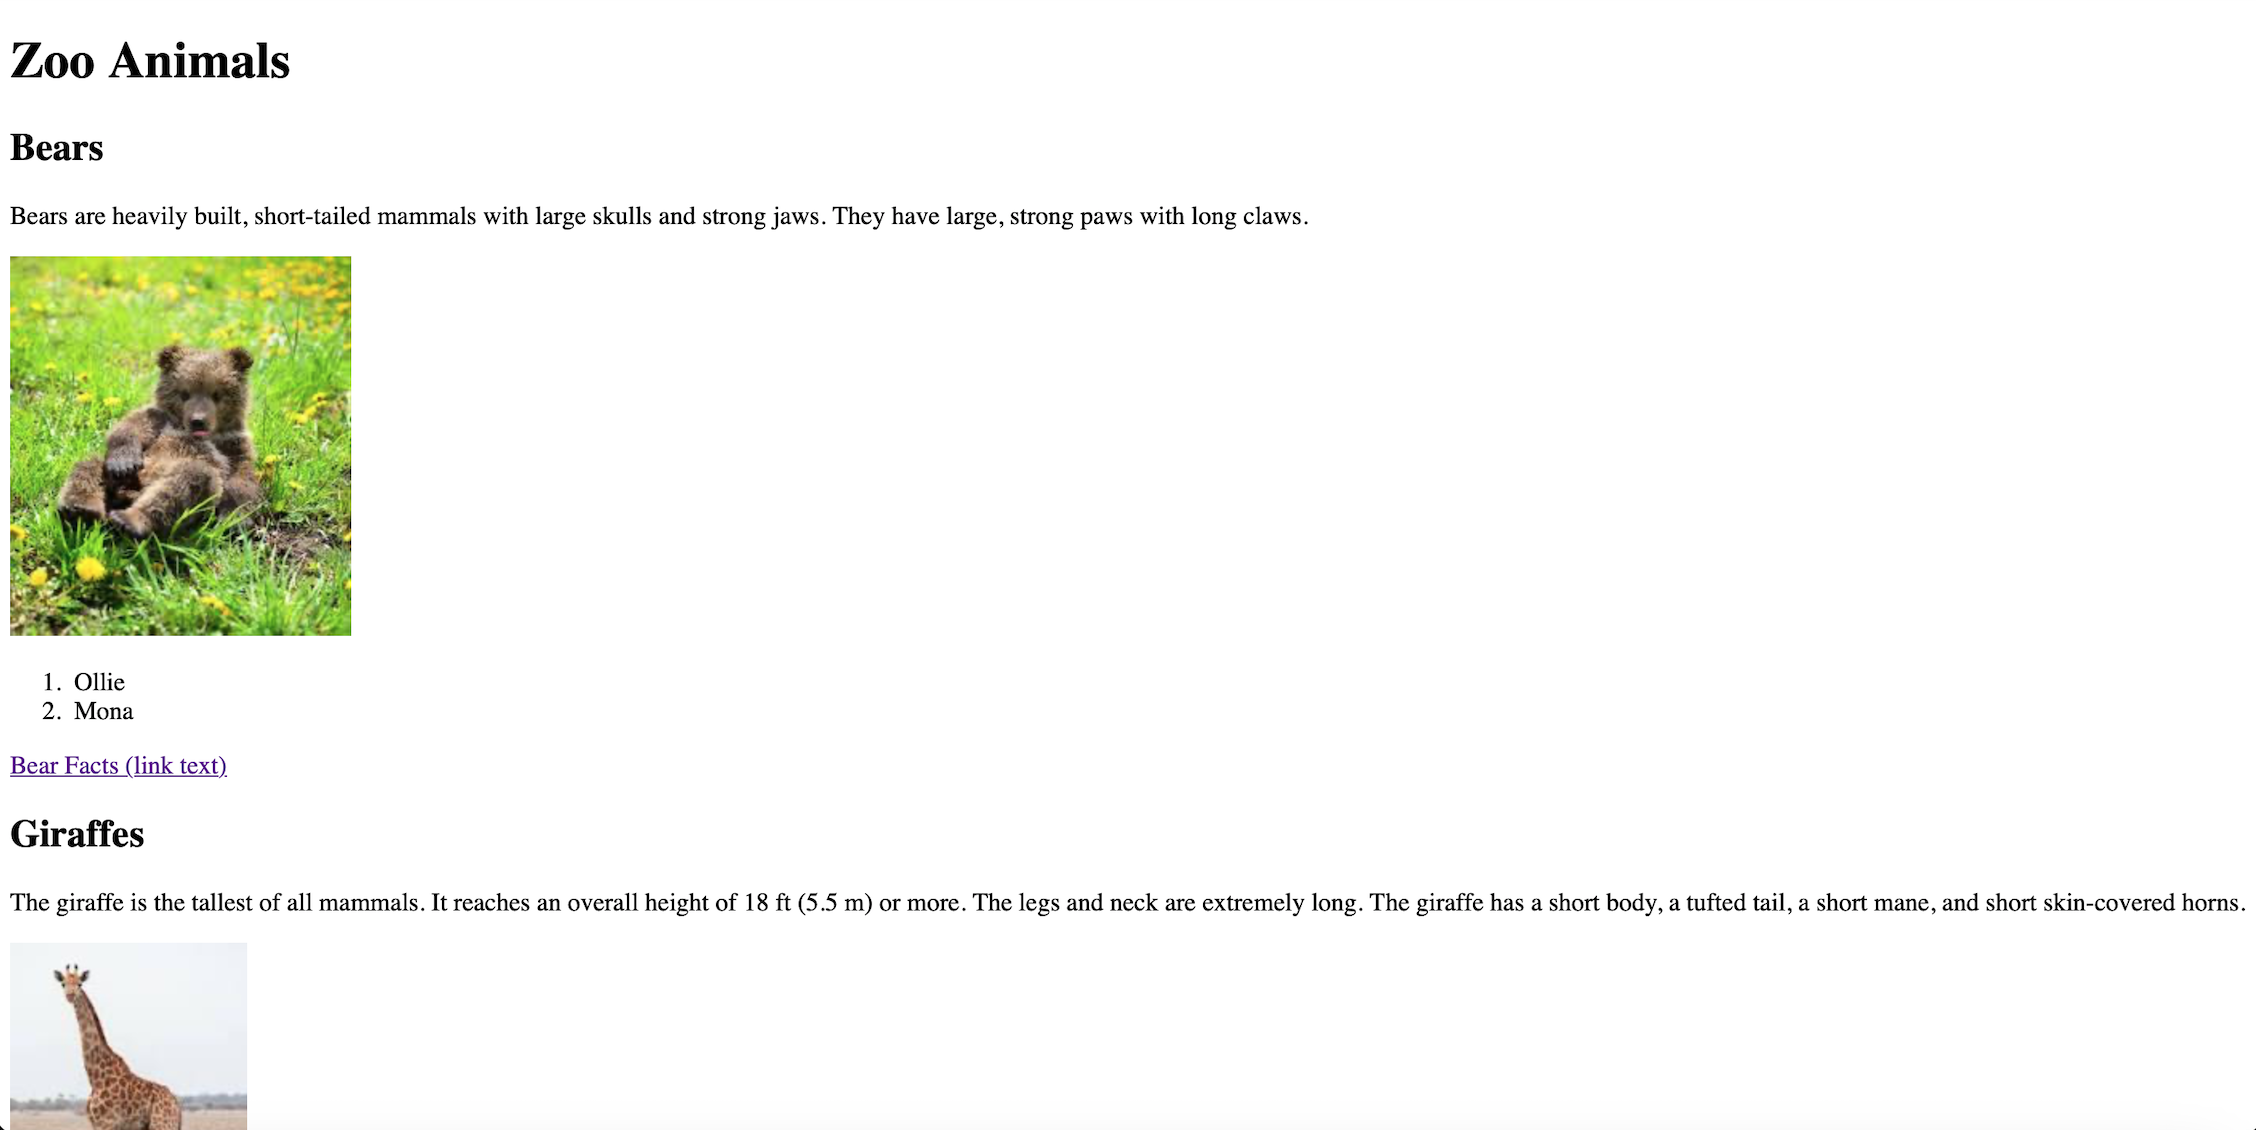 Zoo Animals
Bears
Bears are heavily built, short-tailed mammals with large skulls and strong jaws. They have large, strong paws with long claws.
1. Ollie
2. Mona
Bear Facts (link text)
Giraffes
The giraffe is the tallest of all mammals. It reaches an overall height of 18 ft (5.5 m) or more. The legs and neck are extremely long. The giraffe has a short body, a tufted tail, a short mane, and short skin-covered horns.